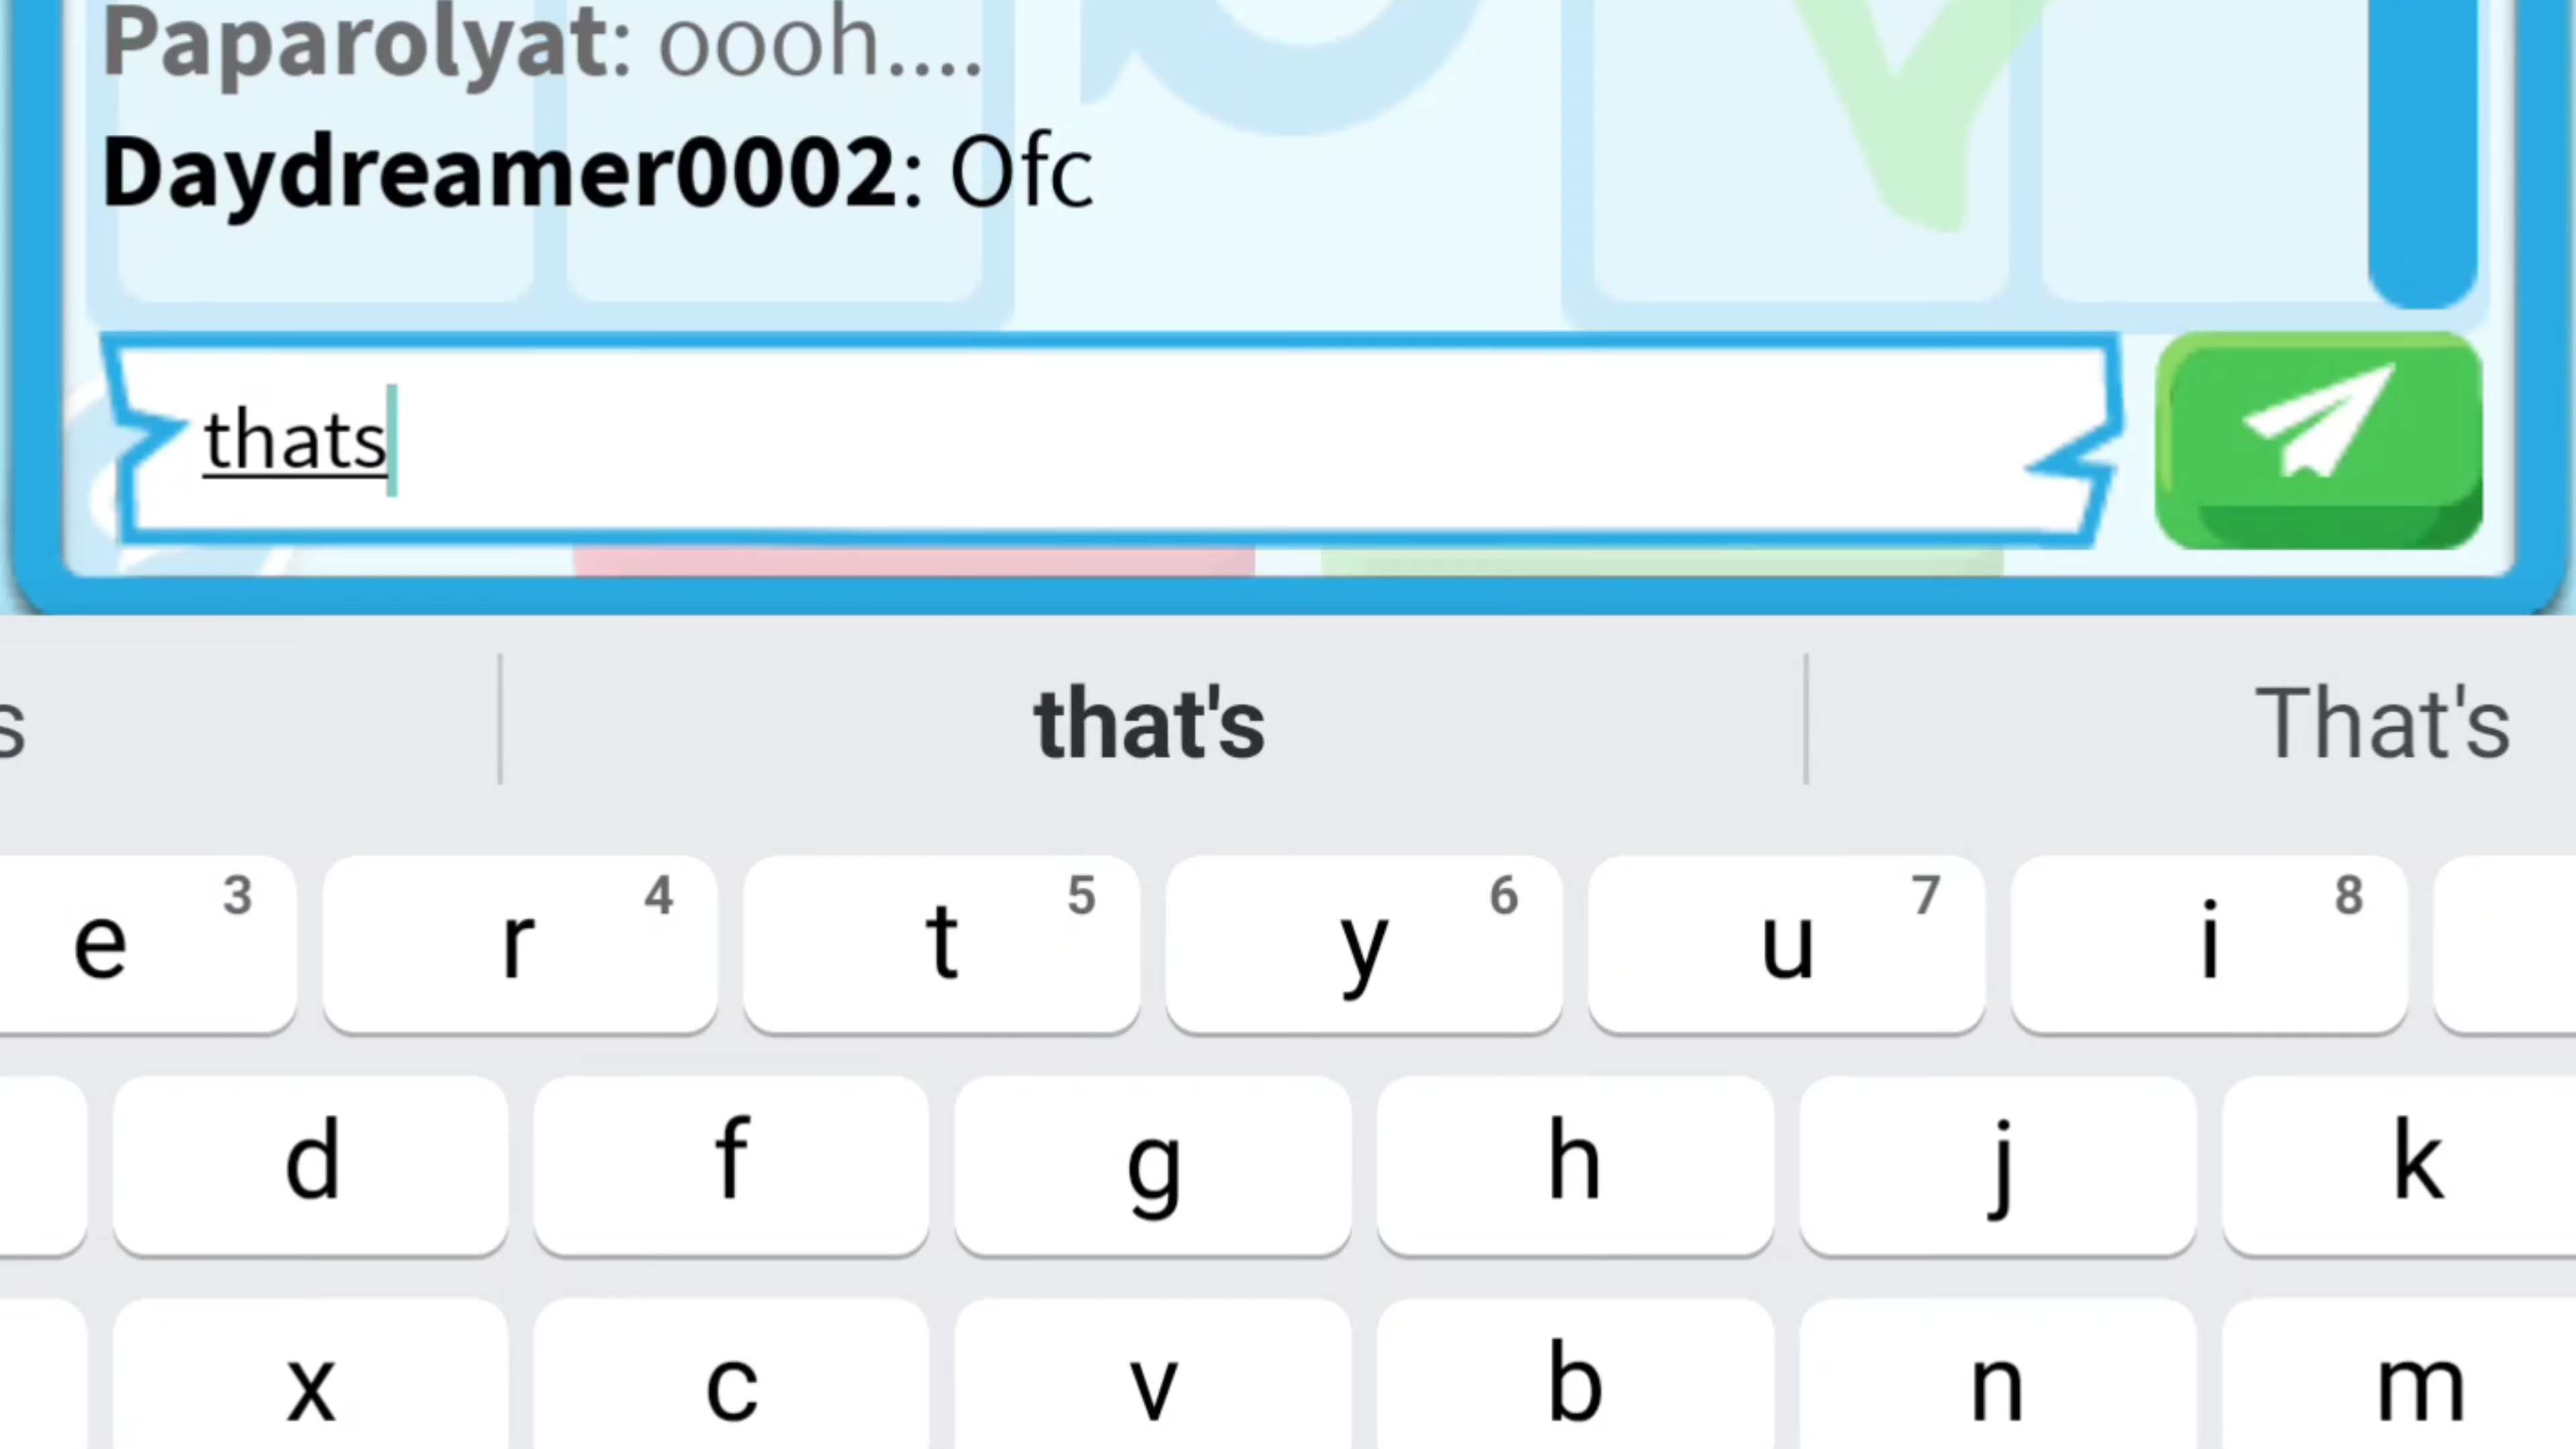 Paparolyat: oooh....
Daydreamer0002: Ofc
thats
s that's That's
e 3 r 4 t 5 y 6 u 7 i 8
d f g h j k
x c v b n m